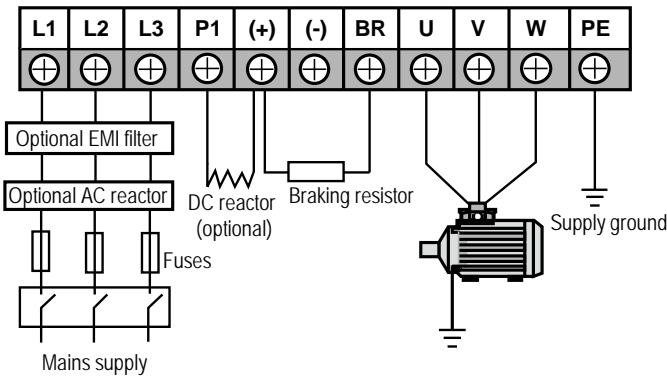 L1 L2 L3 P1 (+) (-) BR U V W PE
Optional EMI filter
Optional AC reactor
DC reactor
(optional)
Braking resistor
Supply ground
Fuses
Mains supply